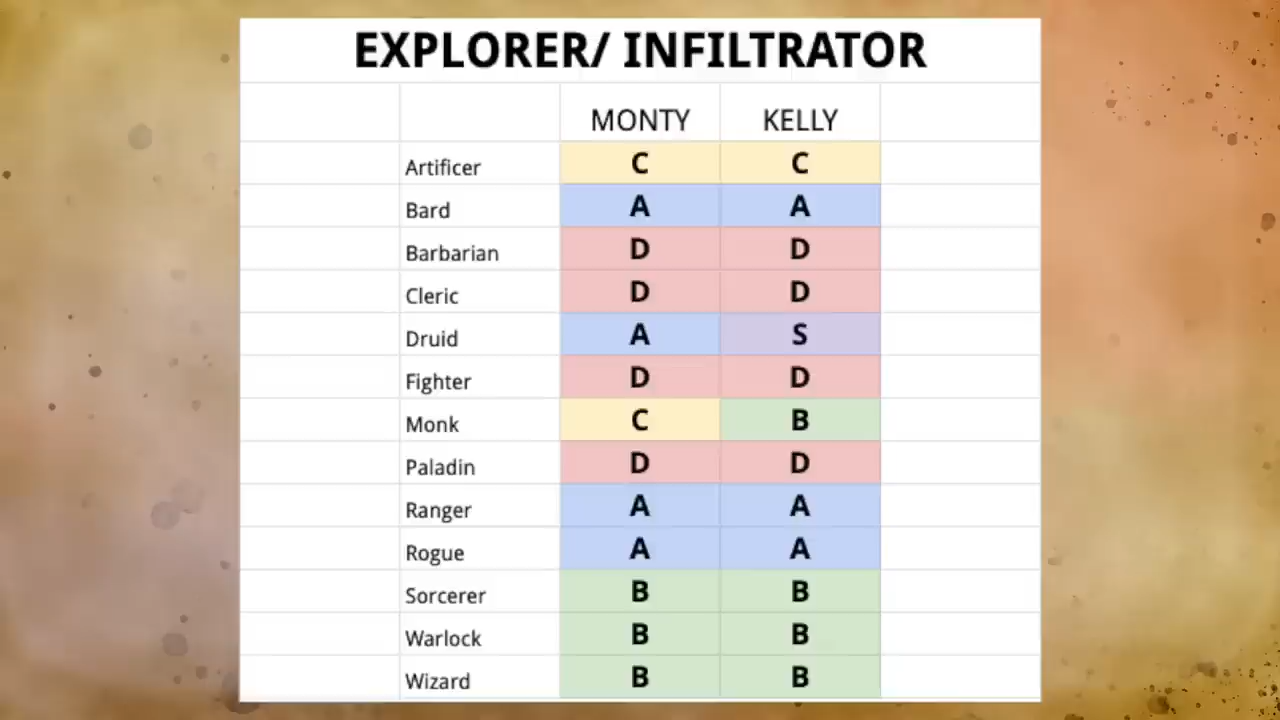 EXPLORER/ INFILTRATOR
MONTY KELLY
Artificer C C
Bard A A
Barbarian D D
Cleric D D
Druid A S
Fighter D D
Monk C B
Paladin D D
Ranger A A
Rogue A A
Sorcerer B B
Warlock B B
Wizard B B